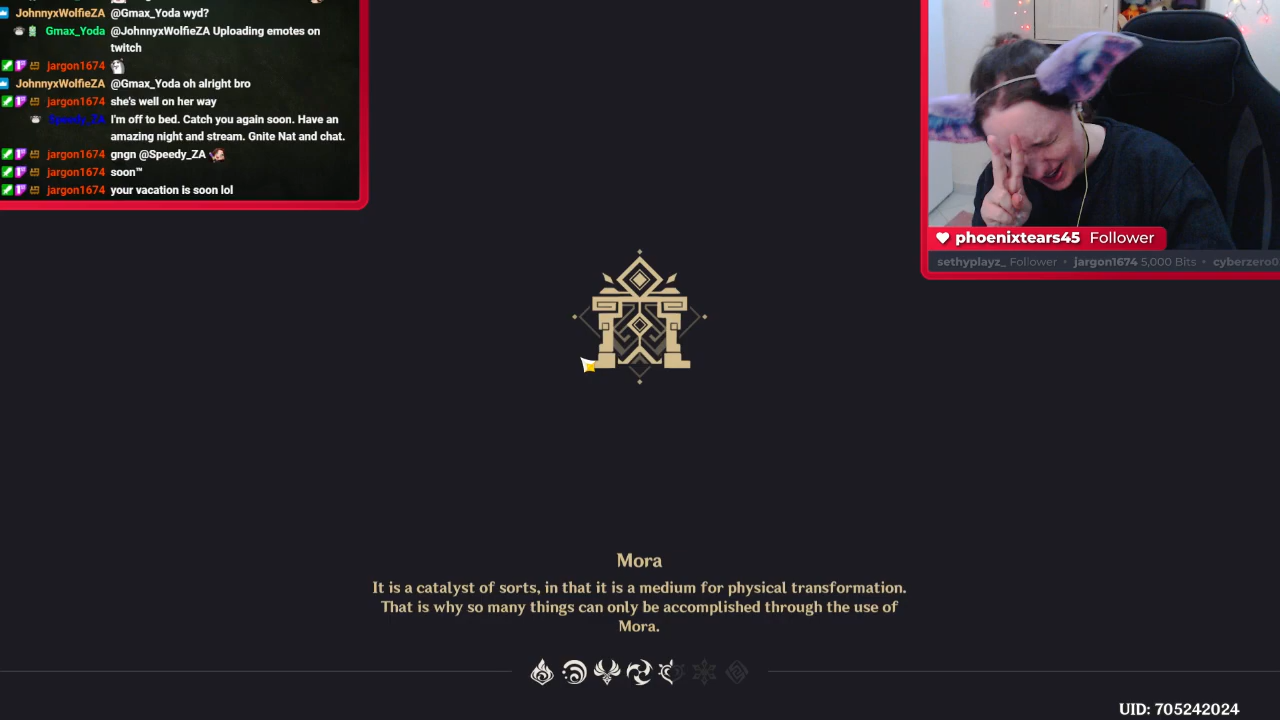 JohnnyxWolfieZA @Gmax_Yoda wyd?
Gmax_Yoda @JohnnyxWolfieZA Uploading emotes on
twitch
jargon1674
JohnnyxWolfieZA @Gmax_Yoda oh alright bro
jargon1674 she's well on her way
Speedy_ZA I'm off to bed. Catch you again soon. Have an
amazing night and stream. Gnite Nat and chat.
jargon1674 gngn @Speedy_ZA
jargon1674 soon™
jargon1674 your vacation is soon lol
phoenixtears45 Follower
sethyplayz_ Follower • jargon1674 5,000 Bits • cyberzero0
Mora
It is a catalyst of sorts, in that it is a medium for physical transformation.
That is why so many things can only be accomplished through the use of
Mora.
UID: 705242024